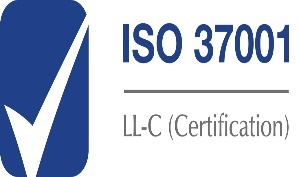 ISO 37001
LL-C (Certification)